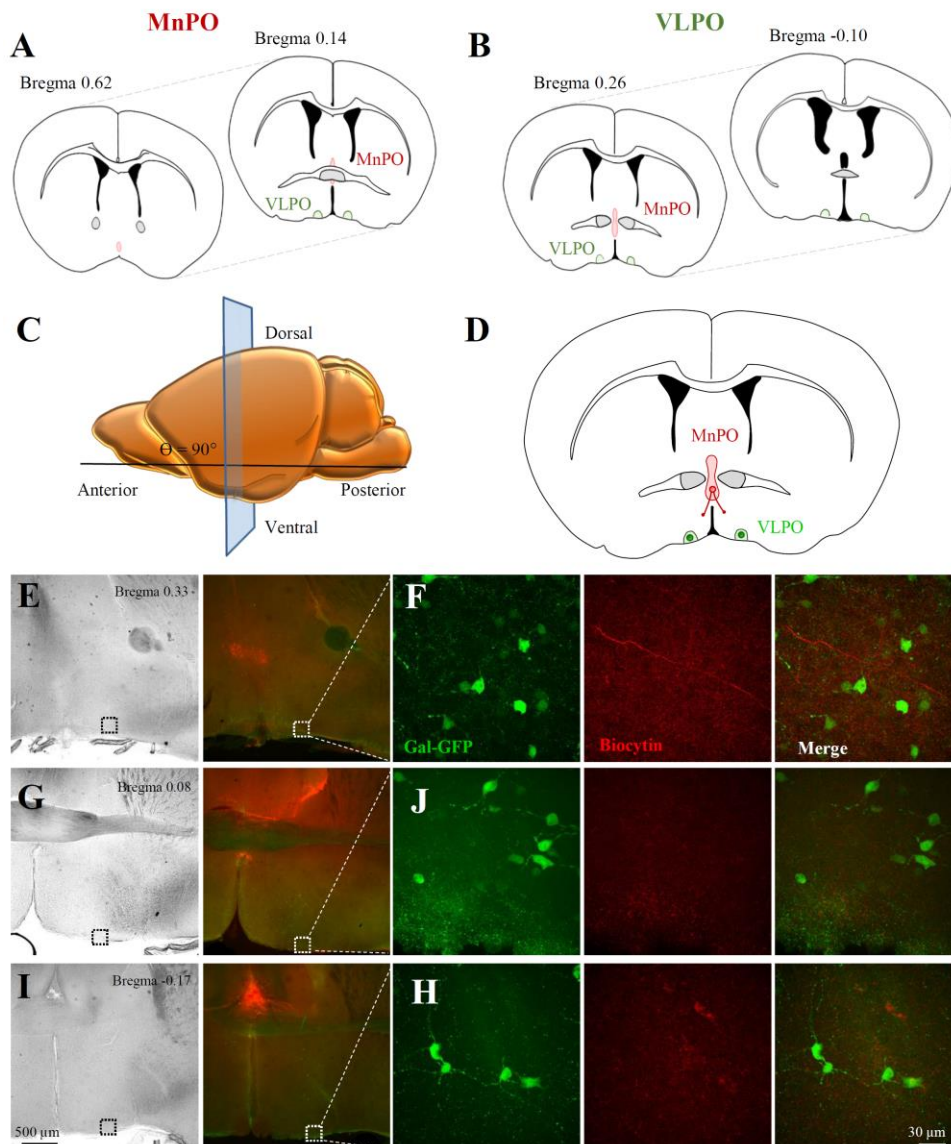 MnPO
VLPO
A
Bregma 0.14
Bregma 0.62
MnPO
VLPO
B
Bregma -0.10
Bregma 0.26
MnPO
VLPO
C
Dorsal
Θ = 90°
Anterior
Posterior
Ventral
D
MnPO
VLPO
E
Bregma 0.33
F
Gal-GFP
Biocytin
Merge
G
Bregma 0.08
J
I
Bregma -0.17
500 µm
H
30 µm